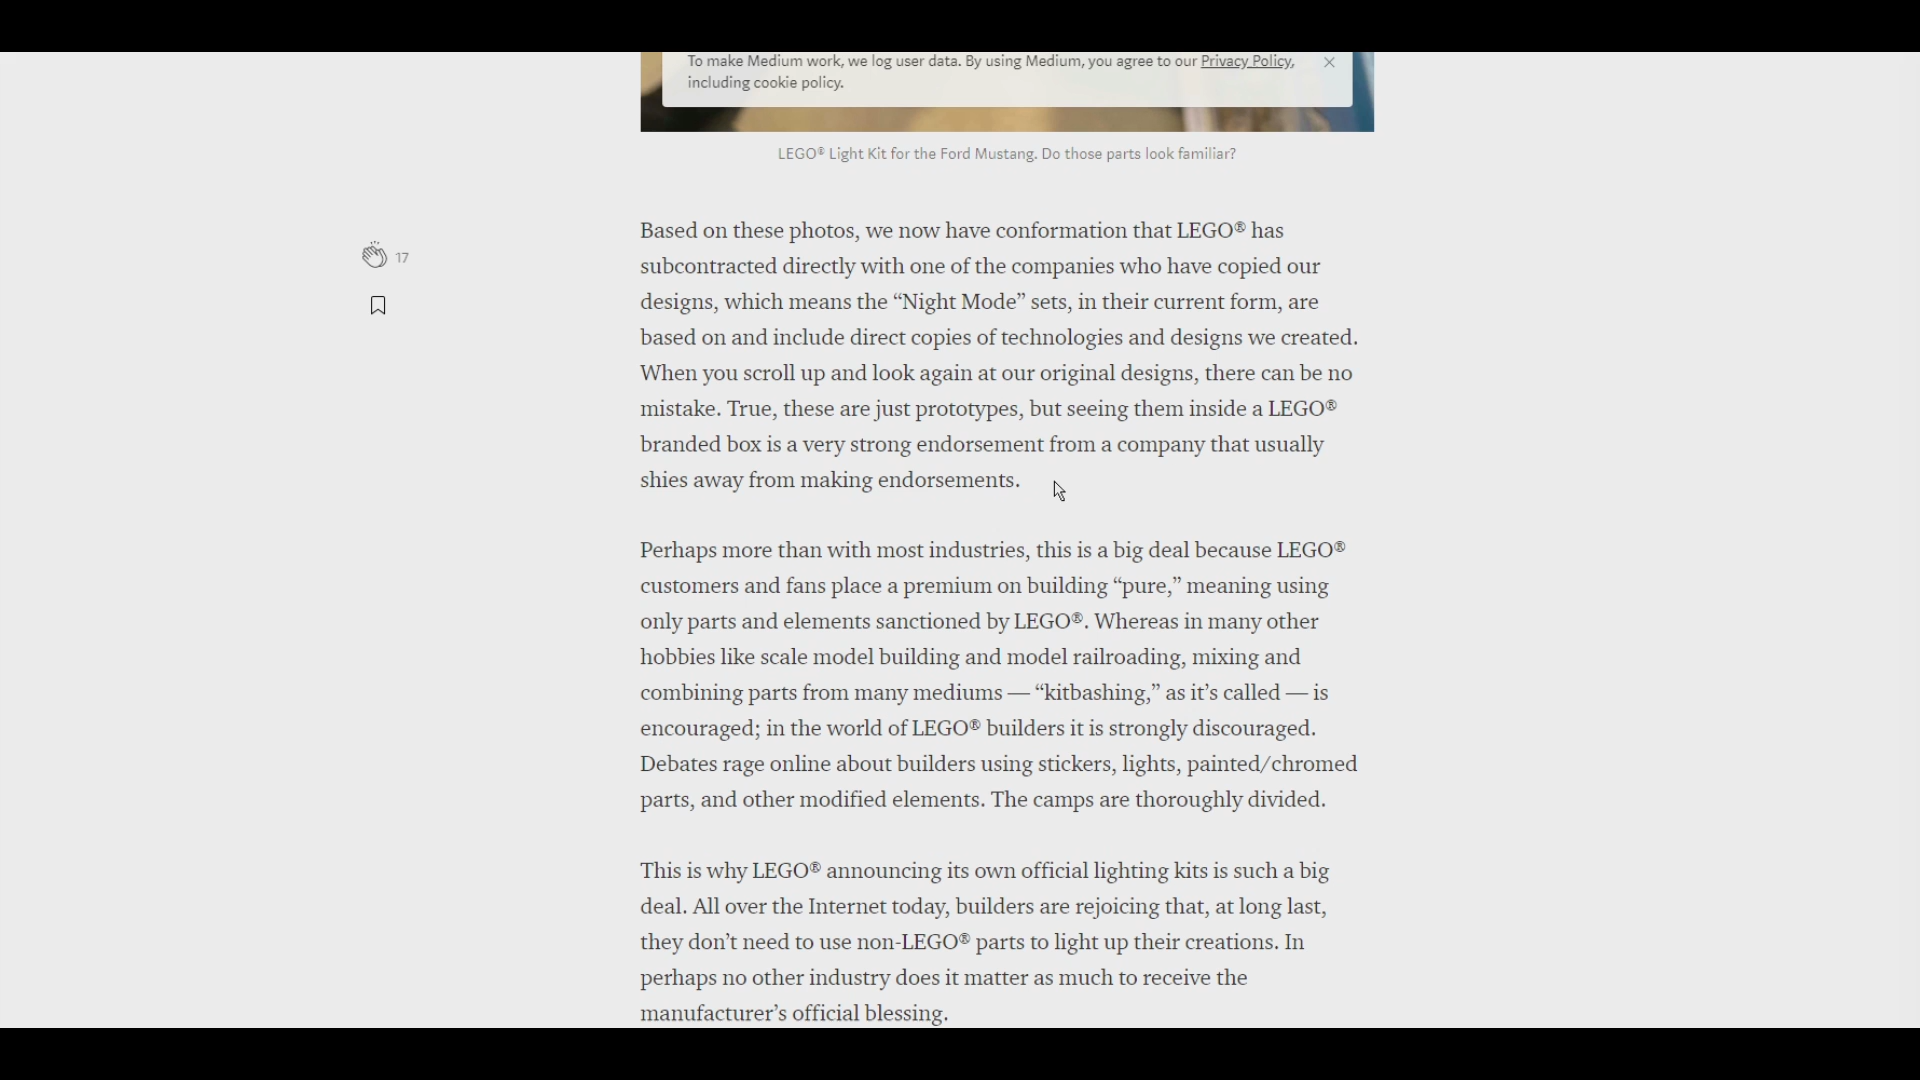 To make Medium work, we log user data. By using Medium, you agree to our Privacy Policy,
including cookie policy.
LEGO® Light Kit for the Ford Mustang. Do those parts look familiar?
17
Based on these photos, we now have conformation that LEGO® has
subcontracted directly with one of the companies who have copied our
designs, which means the “Night Mode” sets, in their current form, are
based on and include direct copies of technologies and designs we created.
When you scroll up and look again at our original designs, there can be no
mistake. True, these are just prototypes, but seeing them inside a LEGO®
branded box is a very strong endorsement from a company that usually
shies away from making endorsements.
Perhaps more than with most industries, this is a big deal because LEGO®
customers and fans place a premium on building “pure,” meaning using
only parts and elements sanctioned by LEGO®. Whereas in many other
hobbies like scale model building and model railroading, mixing and
combining parts from many mediums — “kitbashing,” as it’s called — is
encouraged; in the world of LEGO® builders it is strongly discouraged.
Debates rage online about builders using stickers, lights, painted/chromed
parts, and other modified elements. The camps are thoroughly divided.
This is why LEGO® announcing its own official lighting kits is such a big
deal. All over the Internet today, builders are rejoicing that, at long last,
they don’t need to use non-LEGO® parts to light up their creations. In
perhaps no other industry does it matter as much to receive the
manufacturer’s official blessing.